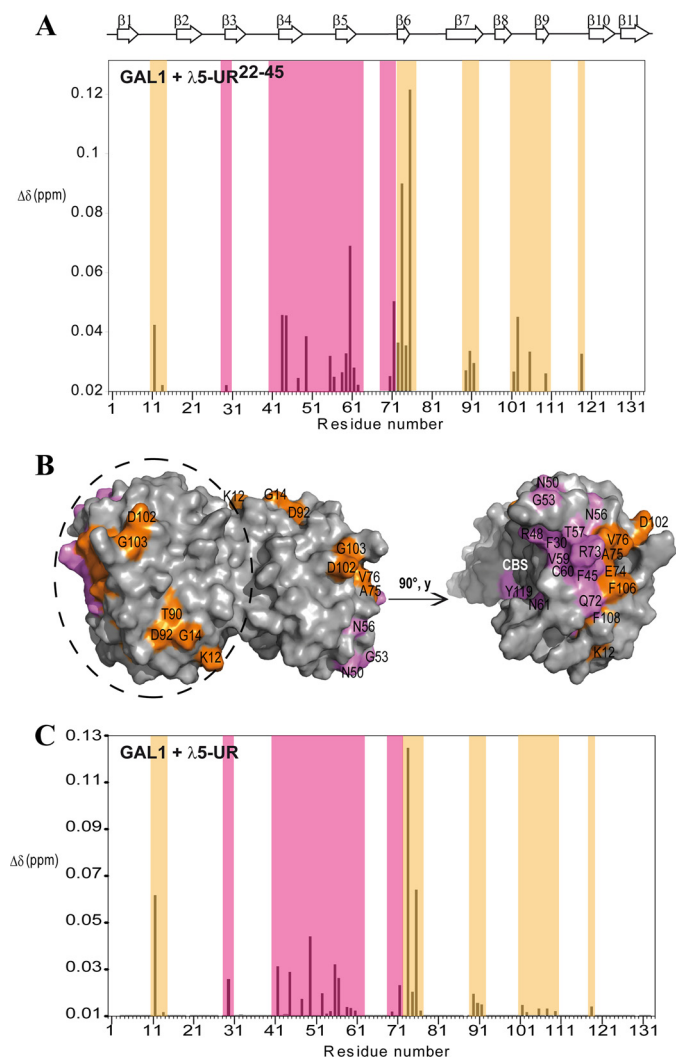 A
β1 β2 β3 β4 β5 β6 β7 β8 β9 β10 β11
GAL1 + λ5-UR22-45
0.12
0.1
0.08
Δδ (ppm)
0.06
0.04
0.02
1 11 21 31 41 51 61 71 81 91 101 111 121 131
Residue number
B
D102
G103
T90
D92 G14
K12
K12 G14
D92
G103
D102
V76
A75
N56
G53
N50
90°, y
N50
G53
N56
D102
R48 T57
V76
F30
R73 A75
V59
CBS
C60 F45 E74
F106
Y119
N61
Q72
F108
K12
C
GAL1 + λ5-UR
0.13
0.11
0.09
Δδ (ppm)
0.07
0.05
0.03
0.01
1 11 21 31 41 51 61 71 81 91 101 111 121 131
Residue number